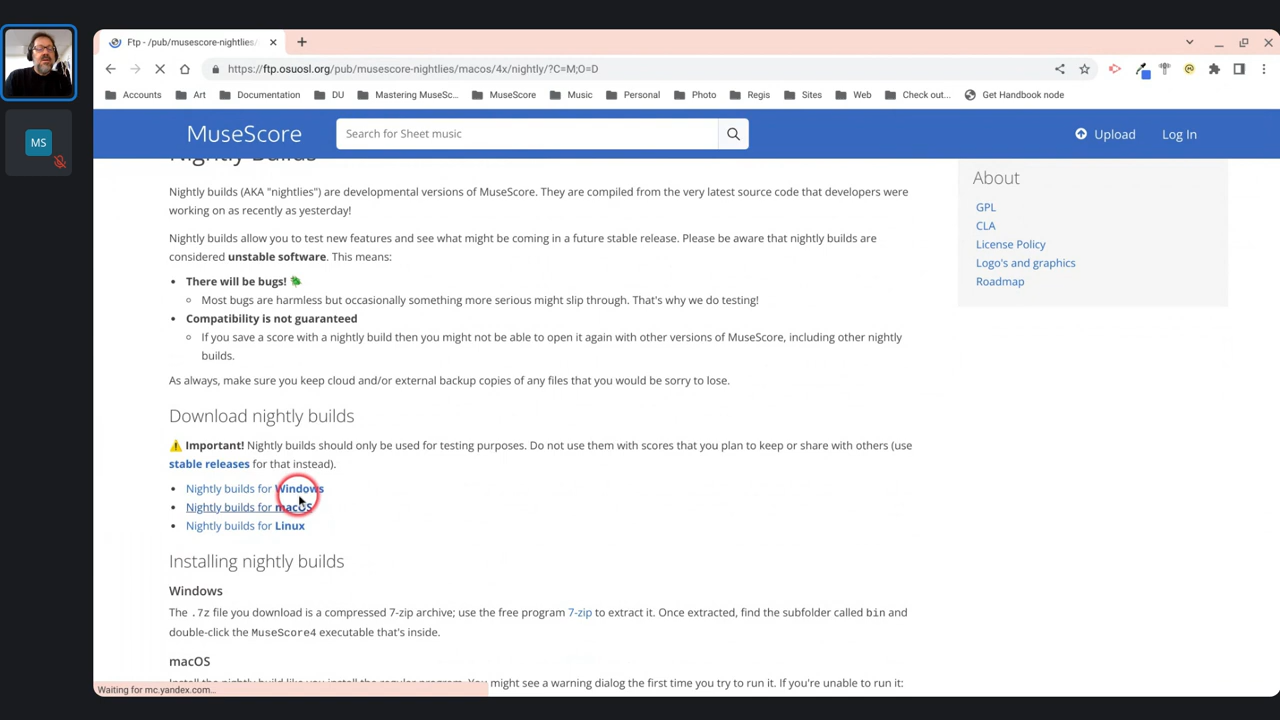 Ftp - /pub/musescore-nightlies/
https://ftp.osuosl.org/pub/musescore-nightlies/macos/4x/nightly/?C=M;O=D
Accounts Art Documentation DU Mastering MuseSc... MuseScore Music Personal Photo Regis Sites Web Check out... Get Handbook node
MuseScore Search for Sheet music Upload Log In
MS
Nightly Builds
Nightly builds (AKA "nightlies") are developmental versions of MuseScore. They are compiled from the very latest source code that developers were
working on as recently as yesterday!
Nightly builds allow you to test new features and see what might be coming in a future stable release. Please be aware that nightly builds are
considered unstable software. This means:
• There will be bugs! 🪲
Most bugs are harmless but occasionally something more serious might slip through. That's why we do testing!
• Compatibility is not guaranteed
If you save a score with a nightly build then you might not be able to open it again with other versions of MuseScore, including other nightly
builds.
As always, make sure you keep cloud and/or external backup copies of any files that you would be sorry to lose.
Download nightly builds
⚠️ Important! Nightly builds should only be used for testing purposes. Do not use them with scores that you plan to keep or share with others (use
stable releases for that instead).
• Nightly builds for Windows
• Nightly builds for macOS
• Nightly builds for Linux
Installing nightly builds
Windows
The .7z file you download is a compressed 7-zip archive; use the free program 7-zip to extract it. Once extracted, find the subfolder called bin and
double-click the MuseScore4 executable that's inside.
macOS
Install the nightly build like you install the regular program. You might see a warning dialog the first time you try to run it. If you're unable to run it:
About
GPL
CLA
License Policy
Logo's and graphics
Roadmap
Waiting for mc.yandex.com...